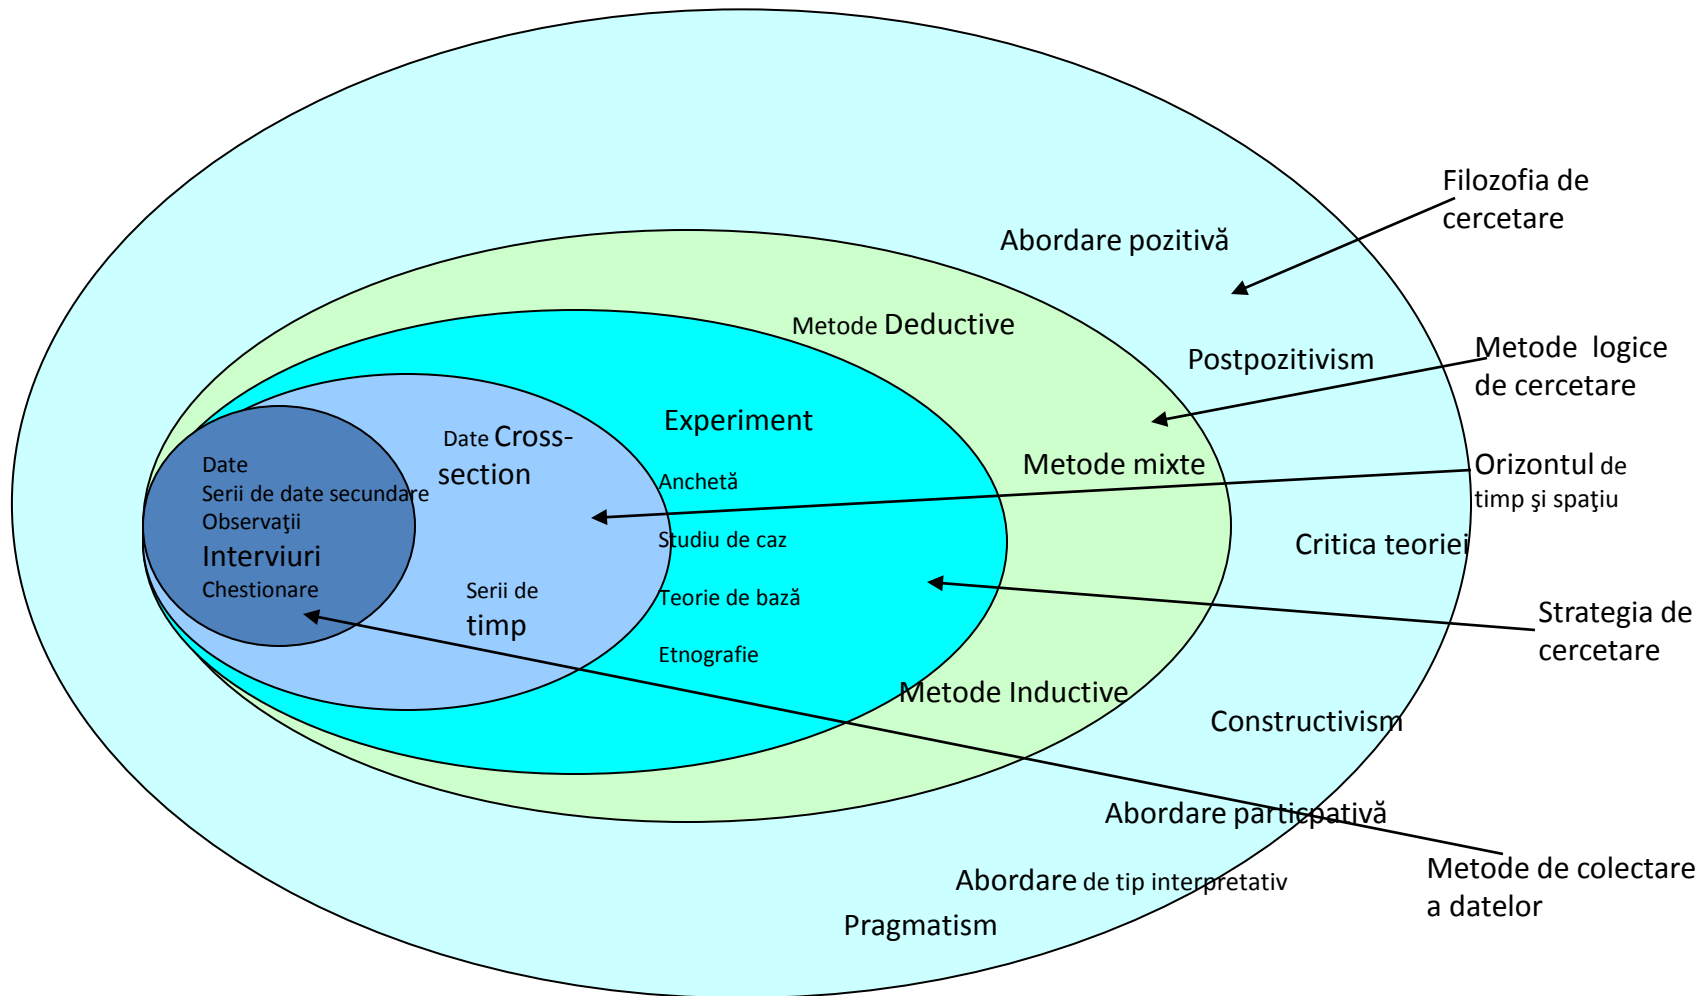 Filozofia de
cercetare
Abordare pozitivă
Metode Deductive
Postpozitivism
Metode logice
de cercetare
Experiment
Date Cross-
section
Metode mixte
Orizontul de
timp şi spaţiu
Date
Serii de date secundare
Observaţii
Interviuri
Chestionare
Anchetă
Studiu de caz
Critica teoriei
Serii de
timp
Teorie de bază
Strategia de
cercetare
Etnografie
Metode Inductive
Constructivism
Abordare particpativă
Abordare de tip interpretativ
Metode de colectare
a datelor
Pragmatism